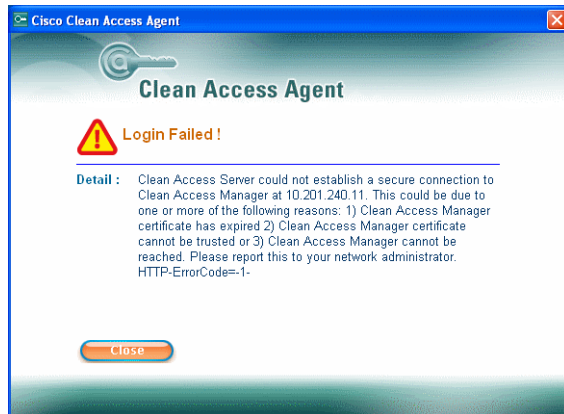 Cisco Clean Access Agent
Clean Access Agent
Login Failed !
Detail : Clean Access Server could not establish a secure connection to
Clean Access Manager at 10.201.240.11. This could be due to
one or more of the following reasons: 1) Clean Access Manager
certificate has expired 2) Clean Access Manager certificate
cannot be trusted or 3) Clean Access Manager cannot be
reached. Please report this to your network administrator.
HTTP-ErrorCode=-1-
Close